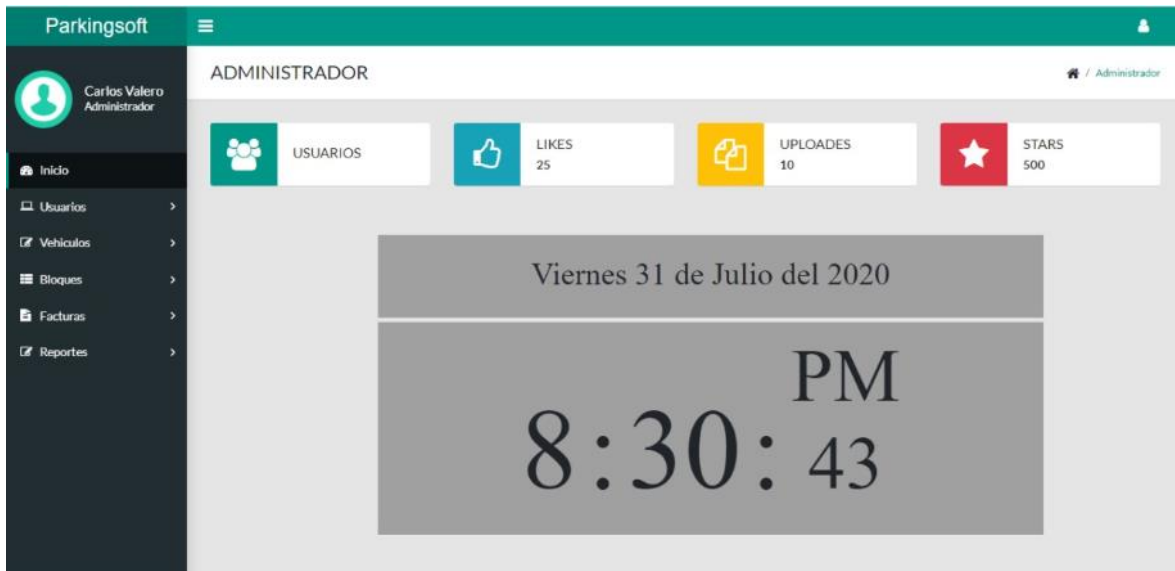 Parkingsoft
Carlos Valero
Administrador
Inicio
Usuarios
Vehiculos
Bloques
Facturas
Reportes
ADMINISTRADOR
/ Administrador
USUARIOS
LIKES
25
UPLOADES
10
STARS
500
Viernes 31 de Julio del 2020
PM
8:30: 43